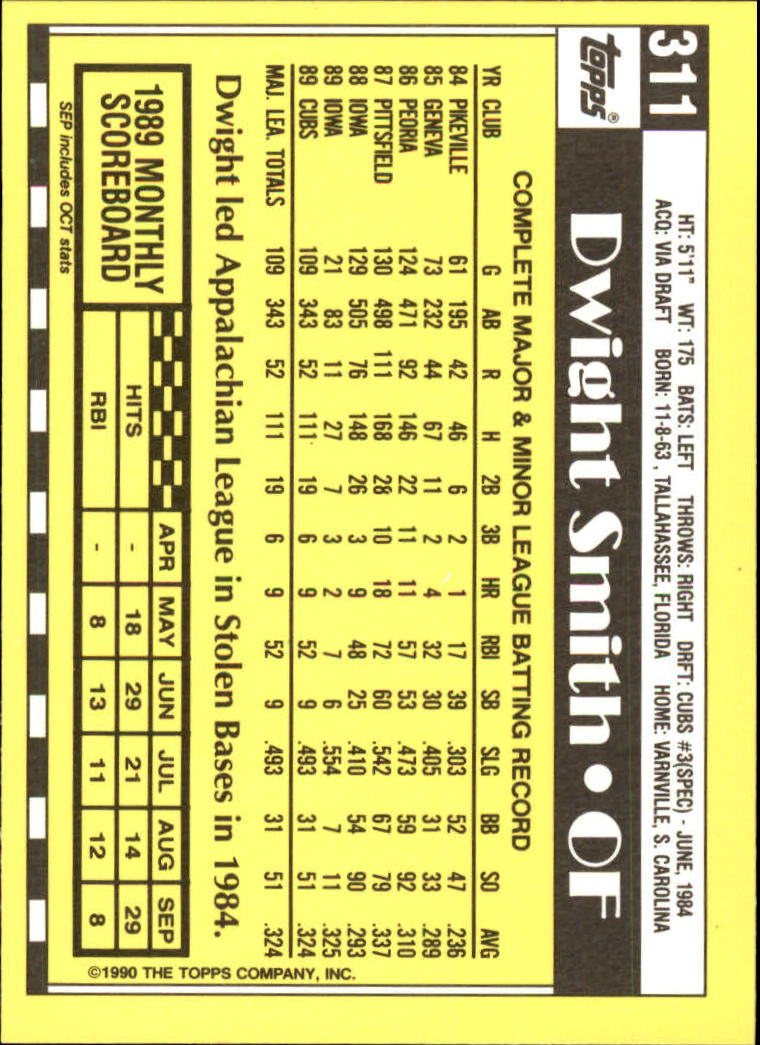 311
topps®
HT: 5'11" WT: 175 BATS: LEFT THROWS: RIGHT DRFT: CUBS #3(SPEC) - JUNE, 1984
ACQ: VIA DRAFT BORN: 11-8-63, TALLAHASSEE, FLORIDA HOME: VARNVILLE, S. CAROLINA
Dwight Smith • OF
COMPLETE MAJOR & MINOR LEAGUE BATTING RECORD
YR CLUB G AB R H 2B 3B HR RBI SB SLG BB SO AVG
84 PIKEVILLE 61 195 42 46 6 2 1 17 39 .303 52 47 .236
85 GENEVA 73 232 44 67 11 2 4 32 30 .405 31 33 .289
86 PEORIA 124 471 92 146 22 11 11 57 53 .473 59 92 .310
87 PITTSFIELD 130 498 111 168 28 10 18 72 60 .542 67 79 .337
88 IOWA 129 505 76 148 26 3 9 48 25 .410 54 90 .293
89 IOWA 21 83 11 27 7 3 2 7 6 .554 7 11 .325
89 CUBS 109 343 52 111 19 6 9 52 9 .493 31 51 .324
MAJ. LEA. TOTALS 109 343 52 111 19 6 9 52 9 .493 31 51 .324
Dwight led Appalachian League in Stolen Bases in 1984.
1989 MONTHLY
SCOREBOARD
SEP includes OCT stats
APR MAY JUN JUL AUG SEP
HITS - 18 29 21 14 29
RBI - 8 13 11 12 8
©1990 THE TOPPS COMPANY, INC.